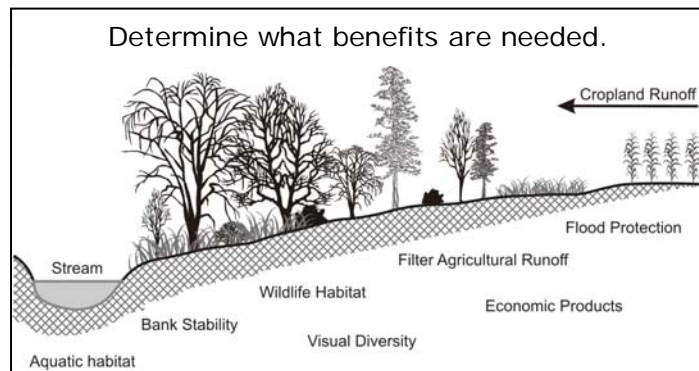 Determine what benefits are needed.
Cropland Runoff
Flood Protection
Stream
Filter Agricultural Runoff
Wildlife Habitat
Economic Products
Bank Stability
Visual Diversity
Aquatic habitat